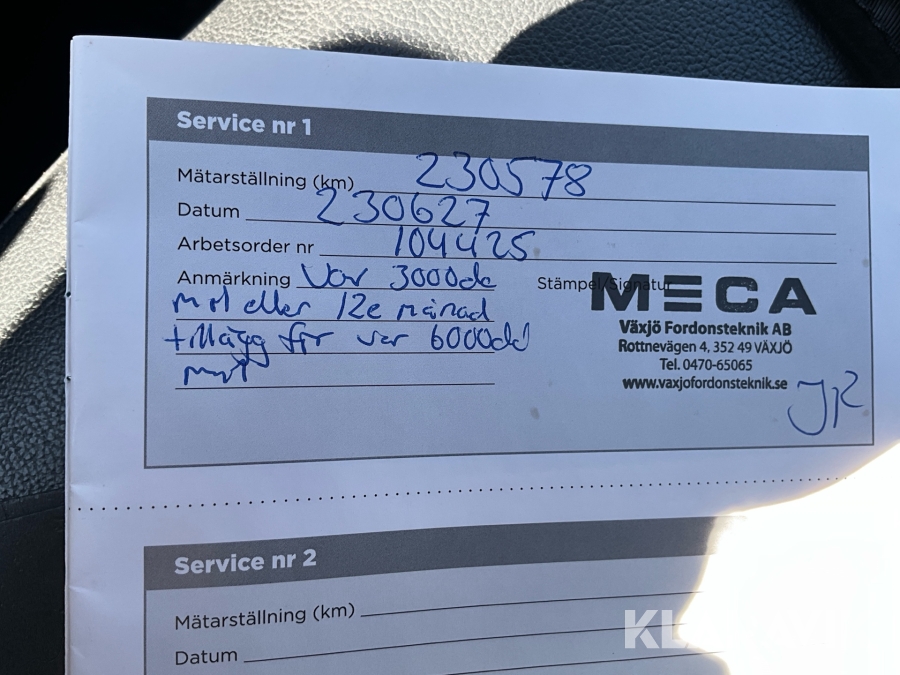 Service nr 1
Mätarställning (km) 230578
Datum 230627
Arbetsorder nr 104425
Anmärkning Var 3000de
mil eller 12e månad
tillägg för var 6000de
mil
Stämpel/Signatur
MECA
Växjö Fordonsteknik AB
Rottnevägen 4, 352 49 VÄXJÖ
Tel. 0470-65065
www.vaxjofordonsteknik.se
JR
Service nr 2
Mätarställning (km)
Datum